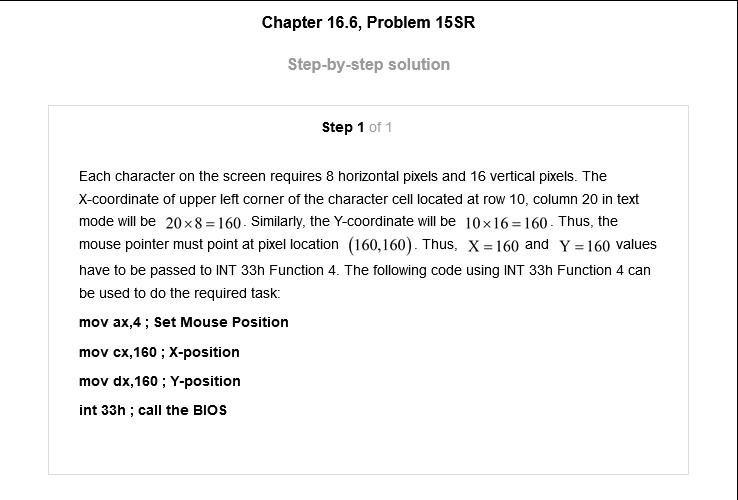 Chapter 16.6, Problem 15SR
Step-by-step solution
Step 1 of 1
Each character on the screen requires 8 horizontal pixels and 16 vertical pixels. The
X-coordinate of upper left corner of the character cell located at row 10, column 20 in text
mode will be 20×8=160. Similarly, the Y-coordinate will be 10×16=160. Thus, the
mouse pointer must point at pixel location (160,160). Thus, X=160 and Y=160 values
have to be passed to INT 33h Function 4. The following code using INT 33h Function 4 can
be used to do the required task:
mov ax,4 ; Set Mouse Position
mov cx,160 ; X-position
mov dx,160 ; Y-position
int 33h ; call the BIOS